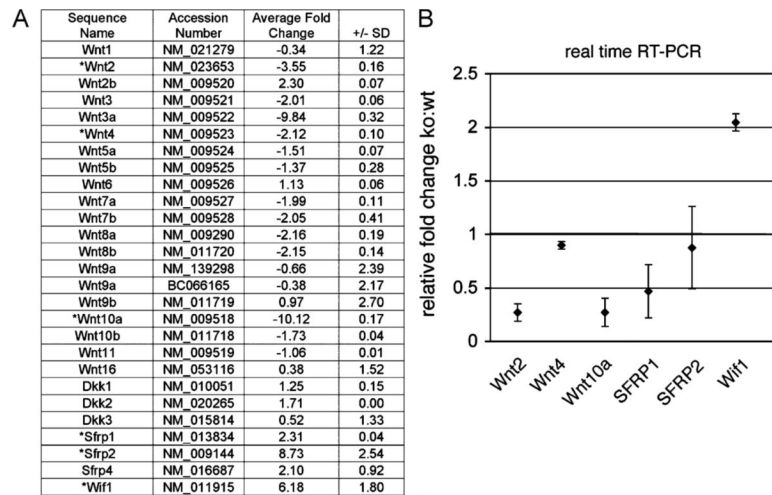 A
Sequence Name Accession Number Average Fold Change +/- SD
Wnt1 NM_021279 -0.34 1.22
*Wnt2 NM_023653 -3.55 0.16
Wnt2b NM_009520 2.30 0.07
Wnt3 NM_009521 -2.01 0.06
Wnt3a NM_009522 -9.84 0.32
*Wnt4 NM_009523 -2.12 0.10
Wnt5a NM_009524 -1.51 0.07
Wnt5b NM_009525 -1.37 0.28
Wnt6 NM_009526 1.13 0.06
Wnt7a NM_009527 -1.99 0.11
Wnt7b NM_009528 -2.05 0.41
Wnt8a NM_009290 -2.16 0.19
Wnt8b NM_011720 -2.15 0.14
Wnt9a NM_139298 -0.66 2.39
Wnt9a BC066165 -0.38 2.17
Wnt9b NM_011719 0.97 2.70
*Wnt10a NM_009518 -10.12 0.17
Wnt10b NM_011718 -1.73 0.04
Wnt11 NM_009519 -1.06 0.01
Wnt16 NM_053116 0.38 1.52
Dkk1 NM_010051 1.25 0.15
Dkk2 NM_020265 1.71 0.00
Dkk3 NM_015814 0.52 1.33
*Sfrp1 NM_013834 2.31 0.04
*Sfrp2 NM_009144 8.73 2.54
Sfrp4 NM_016687 2.10 0.92
*Wif1 NM_011915 6.18 1.80
B
real time RT-PCR
relative fold change ko:wt
2.5
2
1.5
1
0.5
0
Wnt2 Wnt4 Wnt10a SFRP1 SFRP2 Wif1